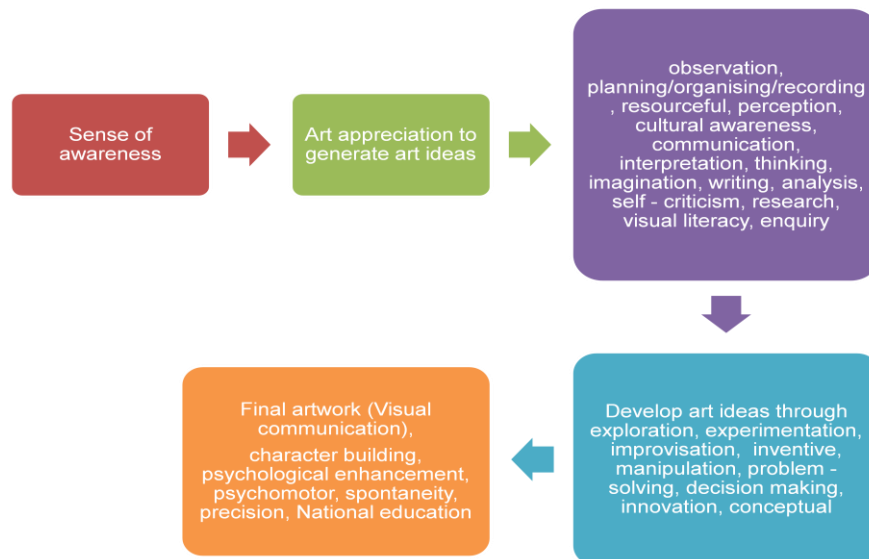 Sense of
awareness
Art appreciation to
generate art ideas
observation,
planning/organising/recording
, resourceful, perception,
cultural awareness,
communication,
interpretation, thinking,
imagination, writing, analysis,
self - criticism, research,
visual literacy, enquiry
Develop art ideas through
exploration, experimentation,
improvisation,  inventive,
manipulation, problem -
solving, decision making,
innovation, conceptual
Final artwork (Visual
communication),
character building,
psychological enhancement,
psychomotor, spontaneity,
precision, National education